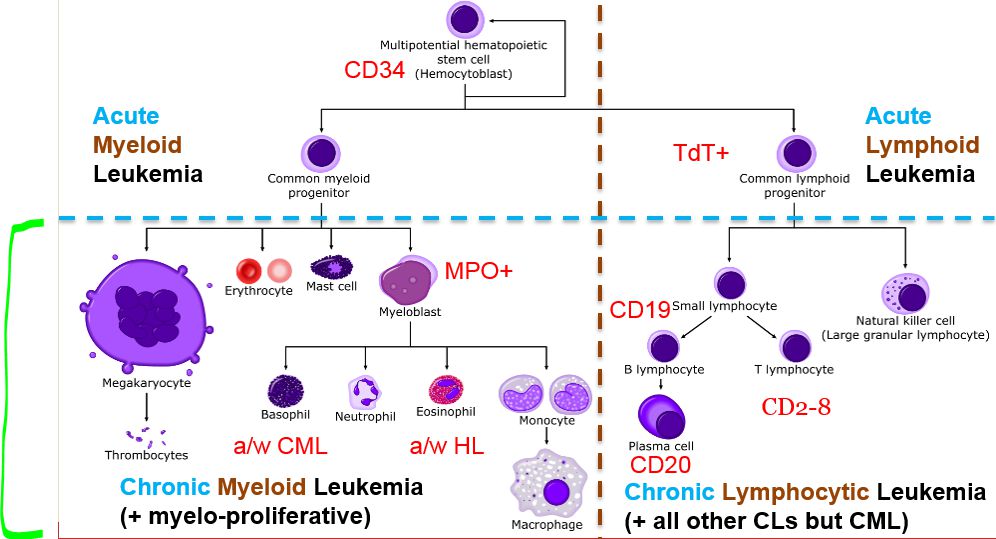 Multipotential hematopoietic
stem cell
(Hemocytoblast)
CD34
Acute
Myeloid
Leukemia
Acute
Lymphoid
Leukemia
TdT+
Common myeloid
progenitor
Common lymphoid
progenitor
Erythrocyte
Mast cell
MPO+
Myeloblast
Megakaryocyte
Thrombocytes
Basophil
Neutrophil
Eosinophil
Monocyte
a/w CML
a/w HL
Macrophage
Chronic Myeloid Leukemia
(+ myelo-proliferative)
CD19
Small lymphocyte
Natural killer cell
(Large granular lymphocyte)
B lymphocyte
T lymphocyte
CD2-8
Plasma cell
CD20
Chronic Lymphocytic Leukemia
(+ all other CLs but CML)